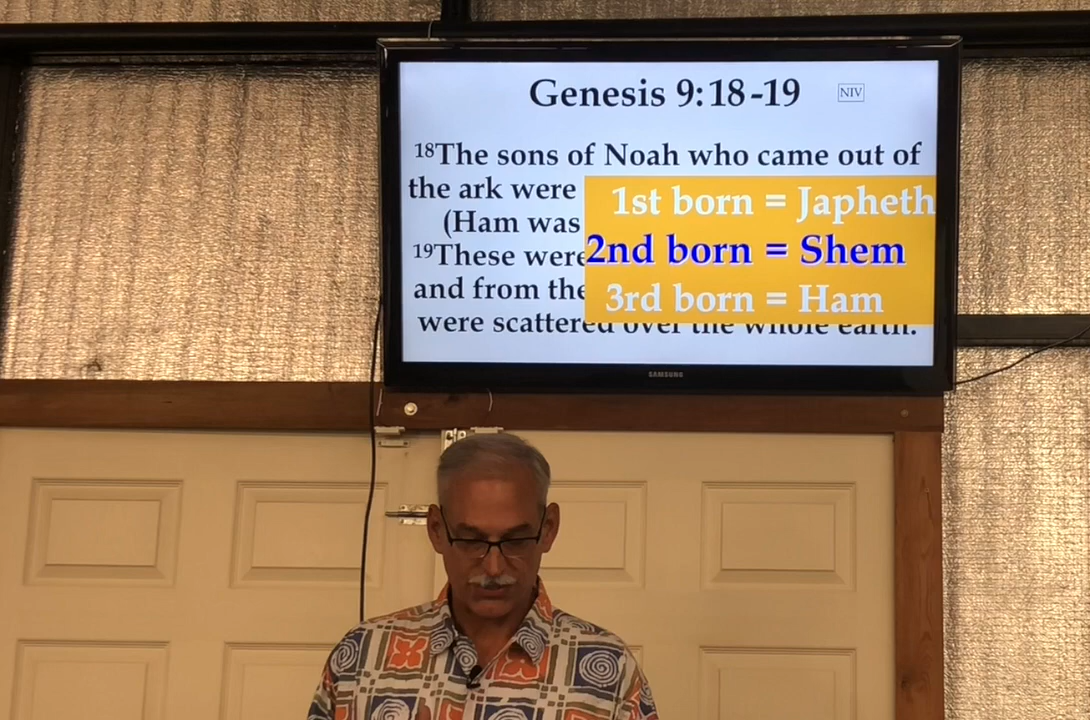 Genesis 9:18-19 NIV
18The sons of Noah who came out of
the ark were
(Ham was
19These were
and from the
were scattered over the whole earth.
1st born = Japheth
2nd born = Shem
3rd born = Ham
SAMSUNG